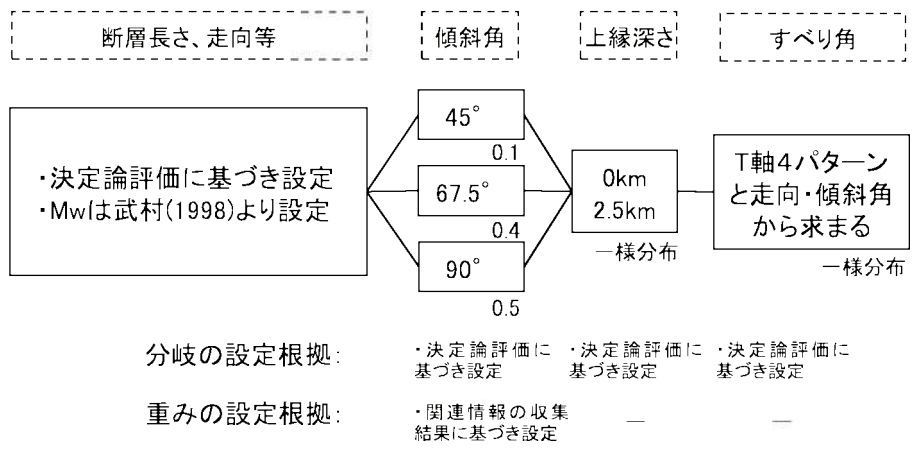 断層長さ、走向等
傾斜角
上縁深さ
すべり角
・決定論評価に基づき設定
・Mwは武村(1998)より設定
45°
0.1
67.5°
0.4
90°
0.5
0km
2.5km
一様分布
T軸4パターン
と走向・傾斜角
から求まる
一様分布
分岐の設定根拠:
・決定論評価に
基づき設定
・決定論評価に
基づき設定
・決定論評価に
基づき設定
重みの設定根拠:
・関連情報の収集
結果に基づき設定
―
―